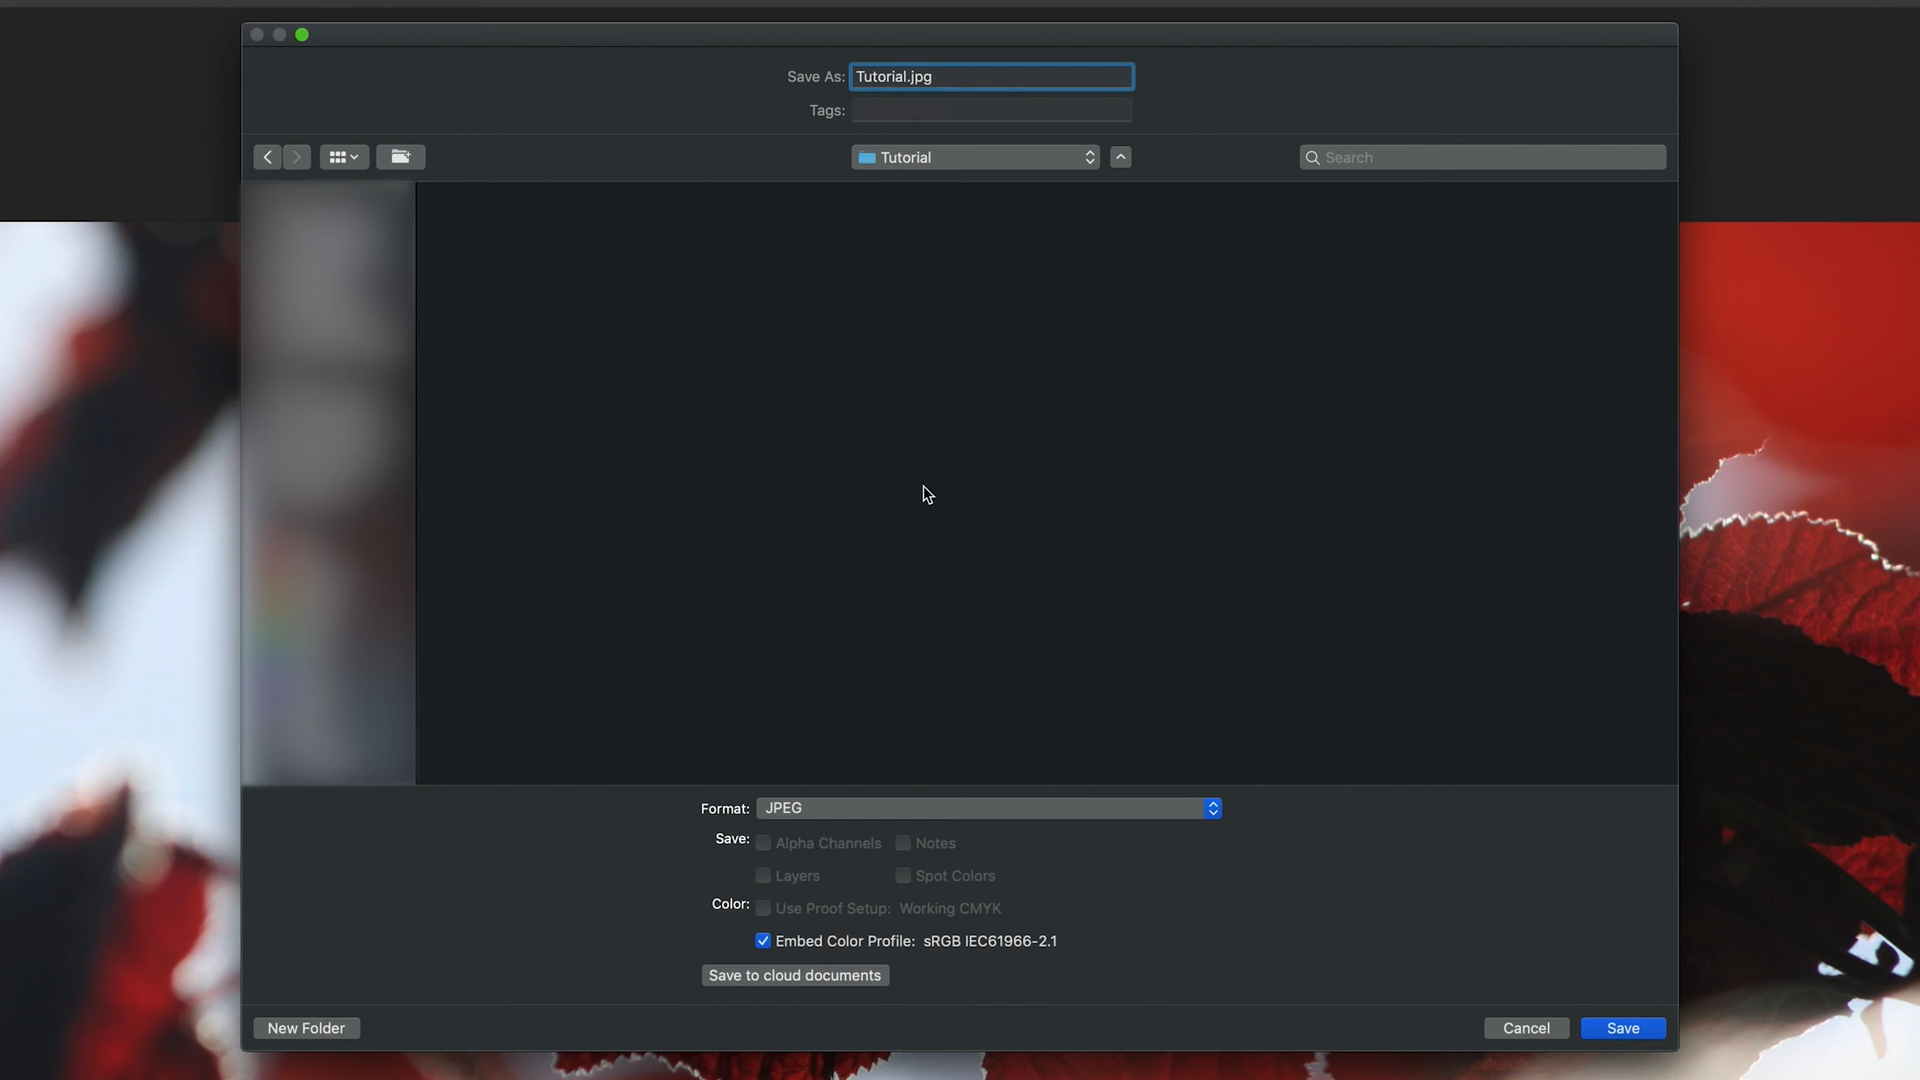 Save As: Tutorial.jpg
Tags:
Tutorial
Search
Format: JPEG
Save: Alpha Channels Notes
Layers Spot Colors
Color: Use Proof Setup: Working CMYK
Embed Color Profile: sRGB IEC61966-2.1
Save to cloud documents
New Folder Cancel Save